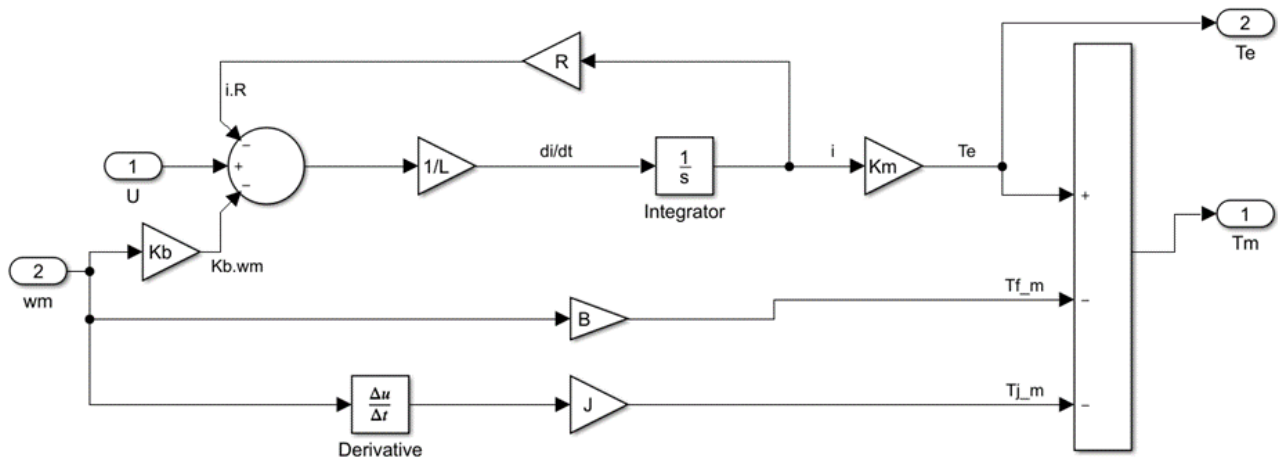 2
Te
R
i.R
−
1
U
+
−
1/L
di/dt
1
s
Integrator
i
Km
Te
+
1
Tm
Kb
Kb.wm
2
wm
B
Tf_m
−
Δu
Δt
Derivative
J
Tj_m
−